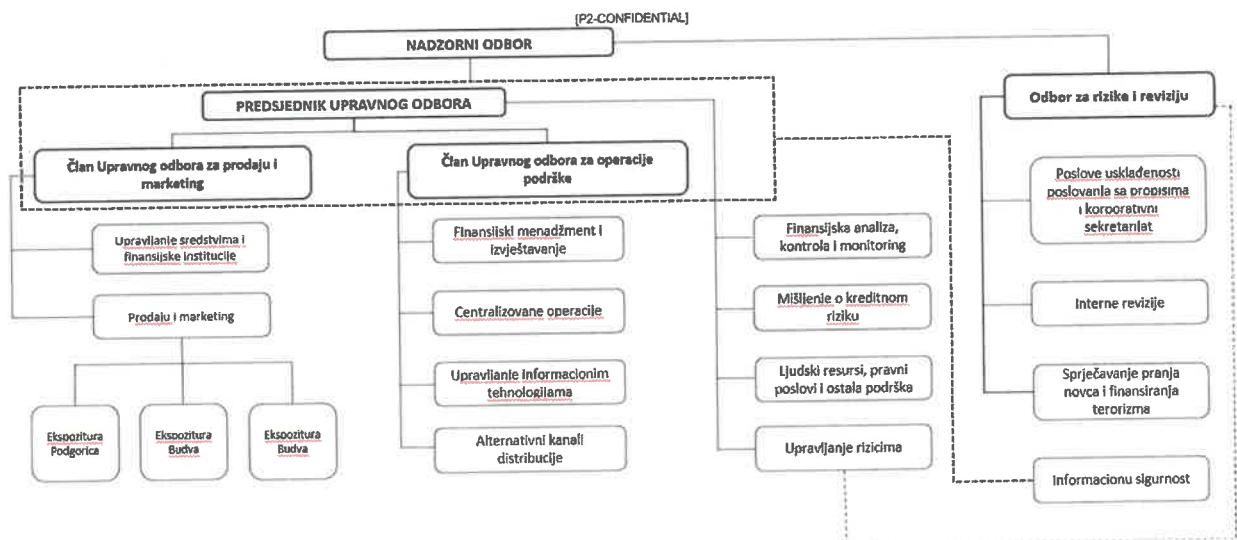 [P2-CONFIDENTIAL]
NADZORNI ODBOR
PREDSJEDNIK UPRAVNOG ODBORA
Odbor za rizike i reviziju
Član Upravnog odbora za prodaju i
marketing
Član Upravnog odbora za operacije
podrške
Upravljanje sredstvima i
finansijske institucije
Prodaju i marketing
Ekspozitura
Podgorica
Ekspozitura
Budva
Ekspozitura
Budva
Finansijski menadžment i
izvještavanje
Centralizovane operacije
Upravljanje informacionim
tehnologijama
Alternativni kanali
distribucije
Finansijska analiza,
kontrola i monitoring
Mišljenje o kreditnom
riziku
Ljudski resursi, pravni
poslovi i ostala podrška
Upravljanje rizicima
Poslove usklađenosti
poslovanja sa propisima
i korporativni
sekretarijat
Interne revizije
Sprječavanje pranja
novca i finansiranja
terorizma
Informacionu sigurnost